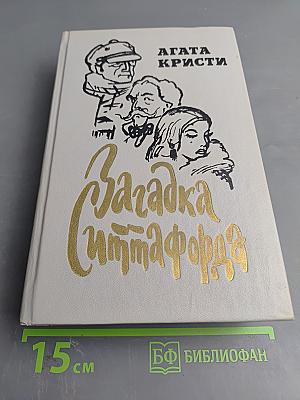 АГАТА
КРИСТИ
Загадка
Ситтафорда
15 см
БФ БИБЛИОФАН